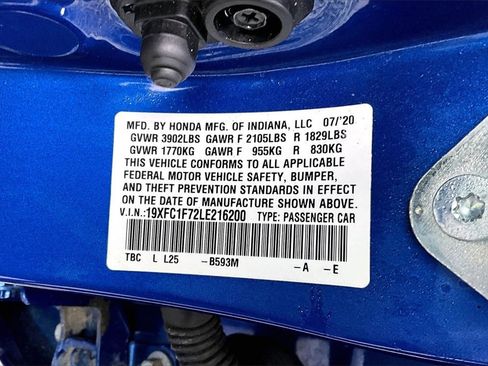 MFD. BY HONDA MFG. OF INDIANA, LLC 07/'20
GVWR 3902LBS GAWR F 2105LBS R 1829LBS
GVWR 1770KG GAWR F 955KG R 830KG
THIS VEHICLE CONFORMS TO ALL APPLICABLE
FEDERAL MOTOR VEHICLE SAFETY, BUMPER,
AND THEFT PREVENTION STANDARDS IN EFFECT
ON THE DATE OF MANUFACTURE SHOWN ABOVE.
V.I.N.:19XFC1F72LE216200 TYPE: PASSENGER CAR
TBC L L25 -B593M -A -E